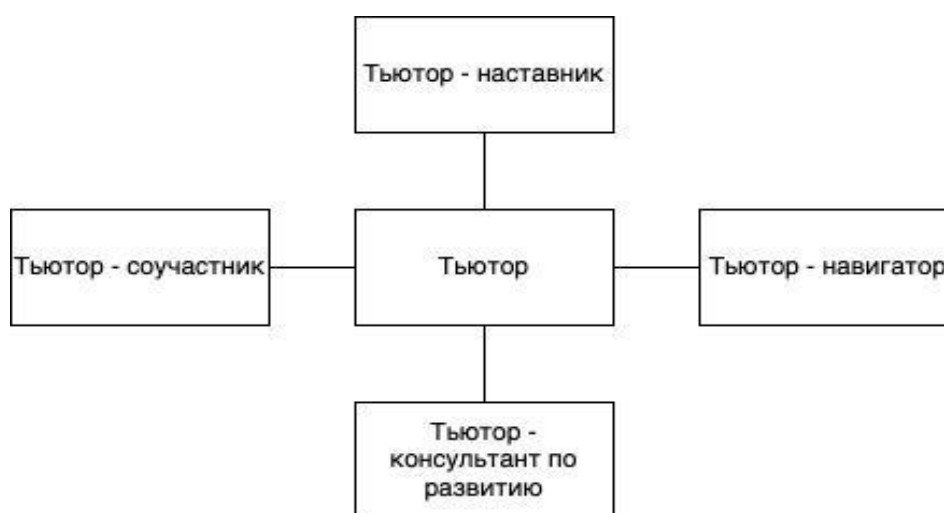 Тьютор - наставник
Тьютор - соучастник
Тьютор
Тьютор - навигатор
Тьютор -
консультант по
развитию